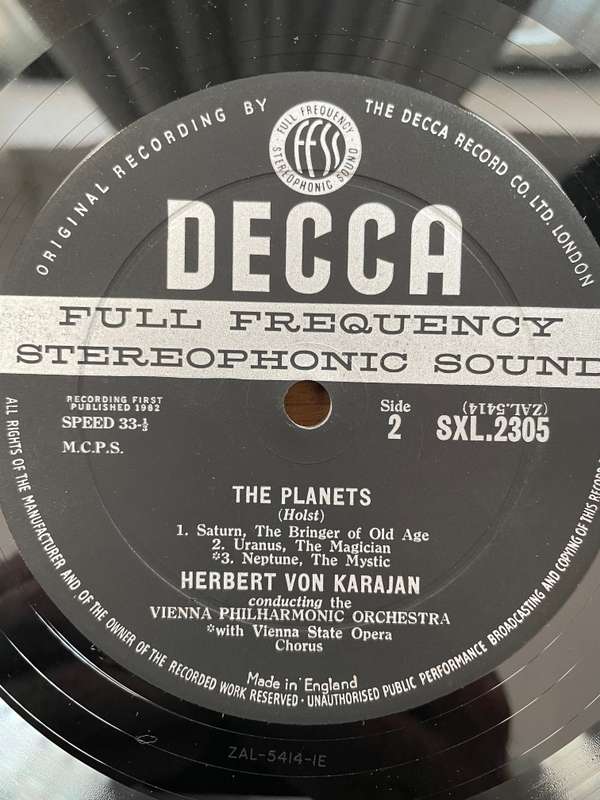 ORIGINAL RECORDING BY
FULL FREQUENCY
FFSS
STEREOPHONIC SOUND
THE DECCA RECORD CO. LTD. LONDON
DECCA
FULL FREQUENCY
STEREOPHONIC SOUND
RECORDING FIRST
PUBLISHED 1962
SPEED 33-⅓
M.C.P.S.
Side
2
(ZAL.5414)
SXL.2305
THE PLANETS
(Holst)
1. Saturn, The Bringer of Old Age
2. Uranus, The Magician
*3. Neptune, The Mystic
HERBERT VON KARAJAN
conducting the
VIENNA PHILHARMONIC ORCHESTRA
*with Vienna State Opera
Chorus
Made in England
ALL RIGHTS OF THE MANUFACTURER AND OF THE OWNER OF THE RECORDED WORK RESERVED · UNAUTHORISED PUBLIC PERFORMANCE BROADCASTING AND COPYING OF THIS RECORD
ZAL-5414-1E